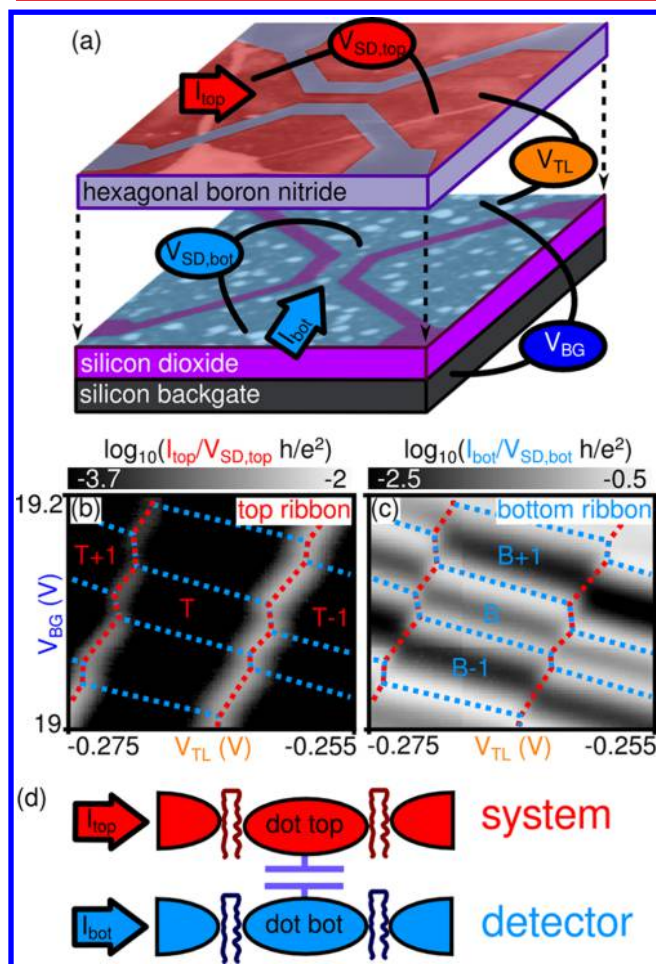 (a)
V_SD,top
I_top
V_TL
hexagonal boron nitride
V_SD,bot
I_bot
silicon dioxide
silicon backgate
V_BG
log₁₀(I_top/V_SD,top h/e²)
-3.7 -2
log₁₀(I_bot/V_SD,bot h/e²)
-2.5 -0.5
19.2
V_BG (V)
19
(b) top ribbon
T+1
T
T-1
-0.275 V_TL (V) -0.255
(c) bottom ribbon
B+1
B
B-1
-0.275 V_TL (V) -0.255
(d)
I_top
dot top
system
I_bot
dot bot
detector